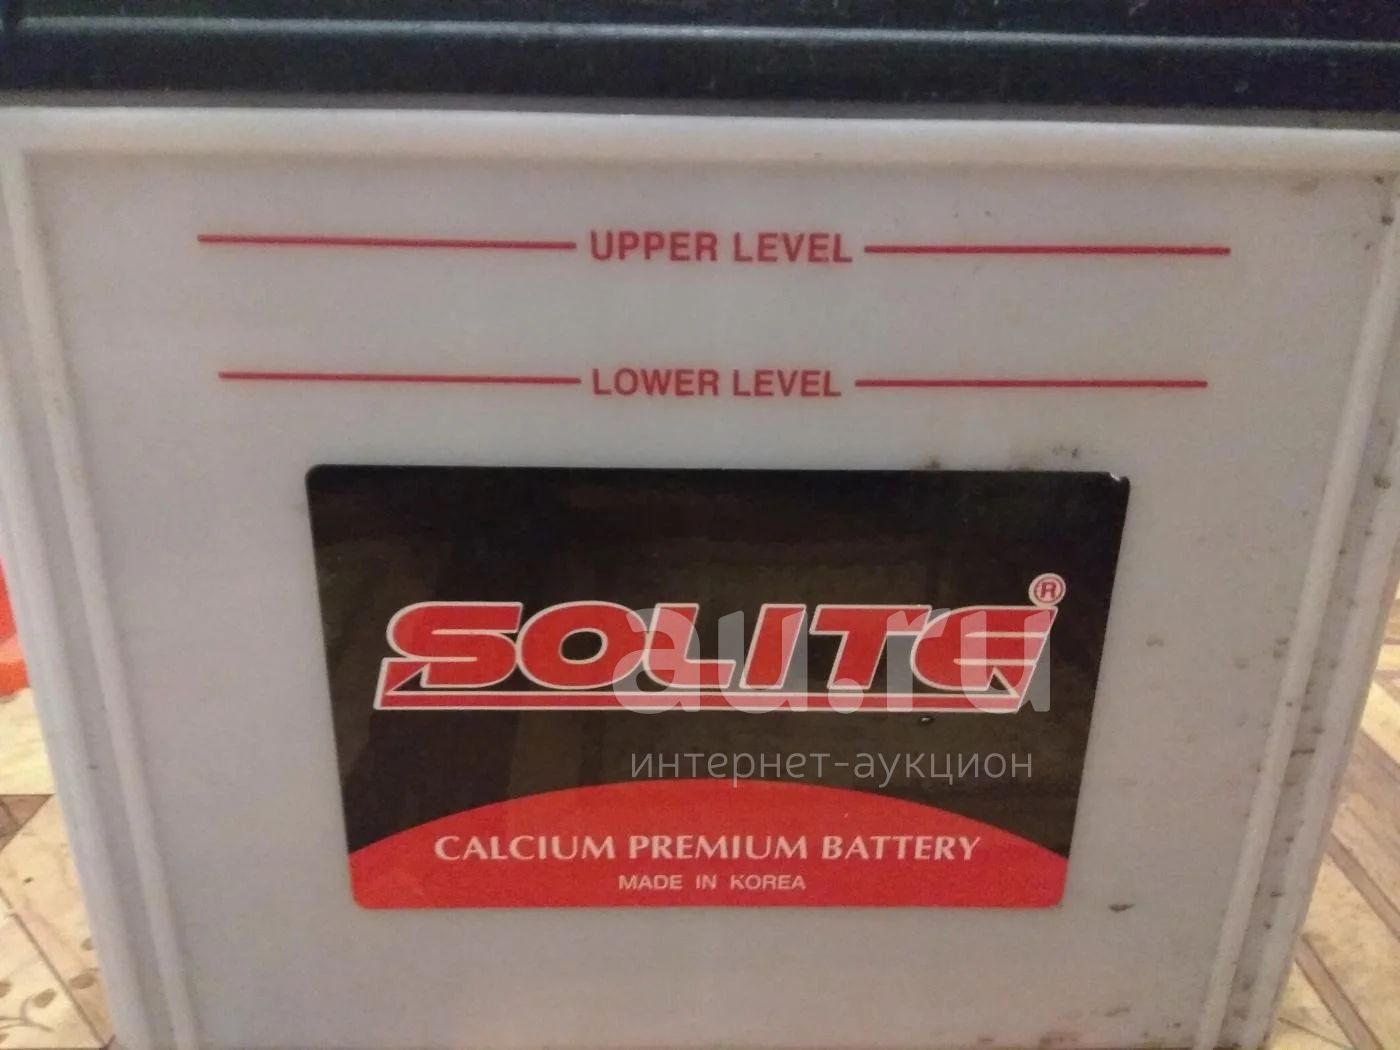 UPPER LEVEL
LOWER LEVEL
SOLITE®
au.ru
интернет-аукцион
CALCIUM PREMIUM BATTERY
MADE IN KOREA